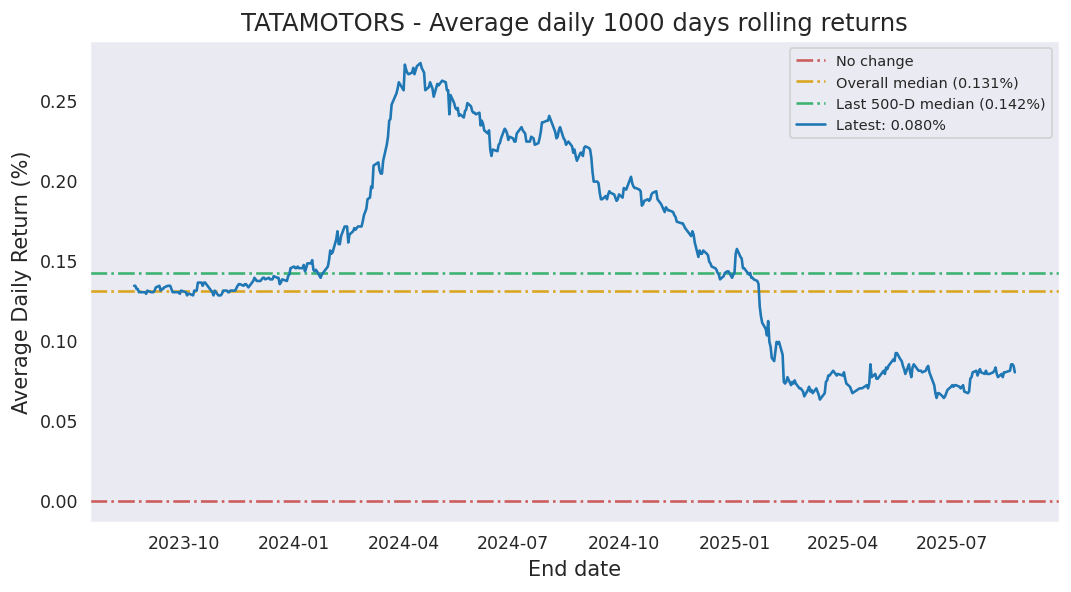 TATAMOTORS - Average daily 1000 days rolling returns
No change
Overall median (0.131%)
Last 500-D median (0.142%)
Latest: 0.080%
Average Daily Return (%)
0.25
0.20
0.15
0.10
0.05
0.00
2023-10 2024-01 2024-04 2024-07 2024-10 2025-01 2025-04 2025-07
End date